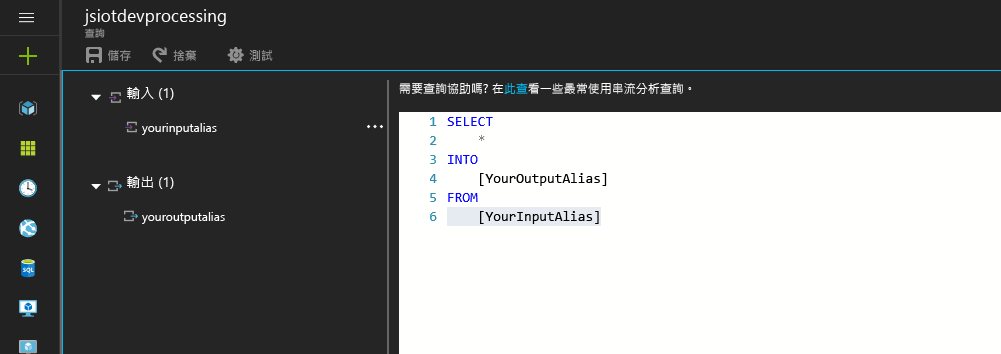 jsiotdevprocessing
查詢
儲存 捨棄 測試
輸入 (1)
yourinputalias
輸出 (1)
youroutputalias
需要查詢協助嗎? 在此查看一些最常使用串流分析查詢。
1 SELECT
2 *
3 INTO
4 [YourOutputAlias]
5 FROM
6 [YourInputAlias]
SQL